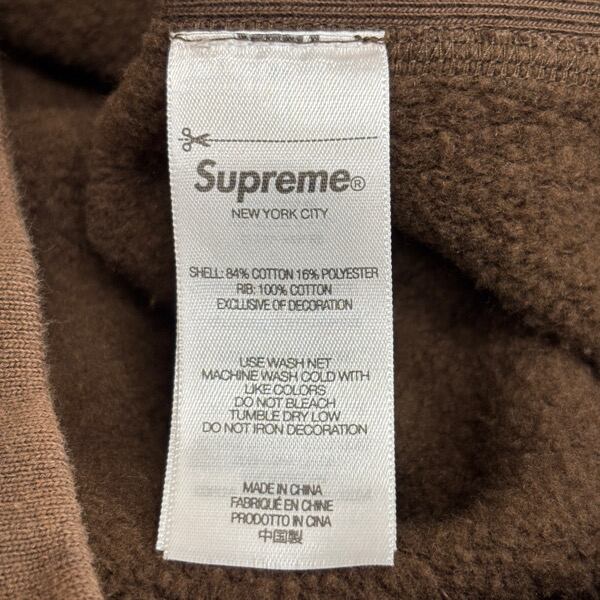 Supreme®
NEW YORK CITY
SHELL: 84% COTTON 16% POLYESTER
RIB: 100% COTTON
EXCLUSIVE OF DECORATION
USE WASH NET
MACHINE WASH COLD WITH
LIKE COLORS
DO NOT BLEACH
TUMBLE DRY LOW
DO NOT IRON DECORATION
MADE IN CHINA
FABRIQUÉ EN CHINE
PRODOTTO IN CINA
中国製